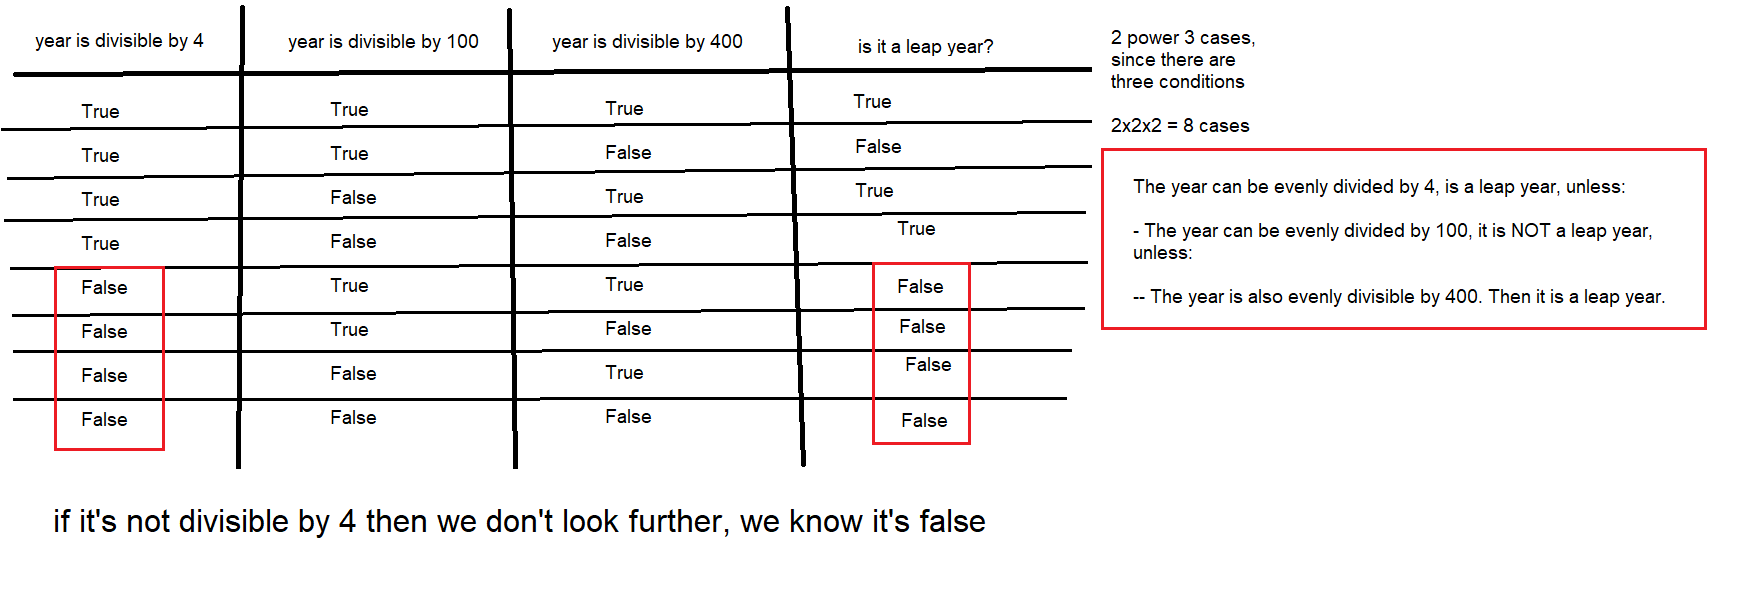 year is divisible by 4 year is divisible by 100 year is divisible by 400 is it a leap year?
True True True True
True True False False
True False True True
True False False True
False True True False
False True False False
False False True False
False False False False
2 power 3 cases,
since there are
three conditions
2x2x2 = 8 cases
The year can be evenly divided by 4, is a leap year, unless:
- The year can be evenly divided by 100, it is NOT a leap year,
unless:
-- The year is also evenly divisible by 400. Then it is a leap year.
if it's not divisible by 4 then we don't look further, we know it's false